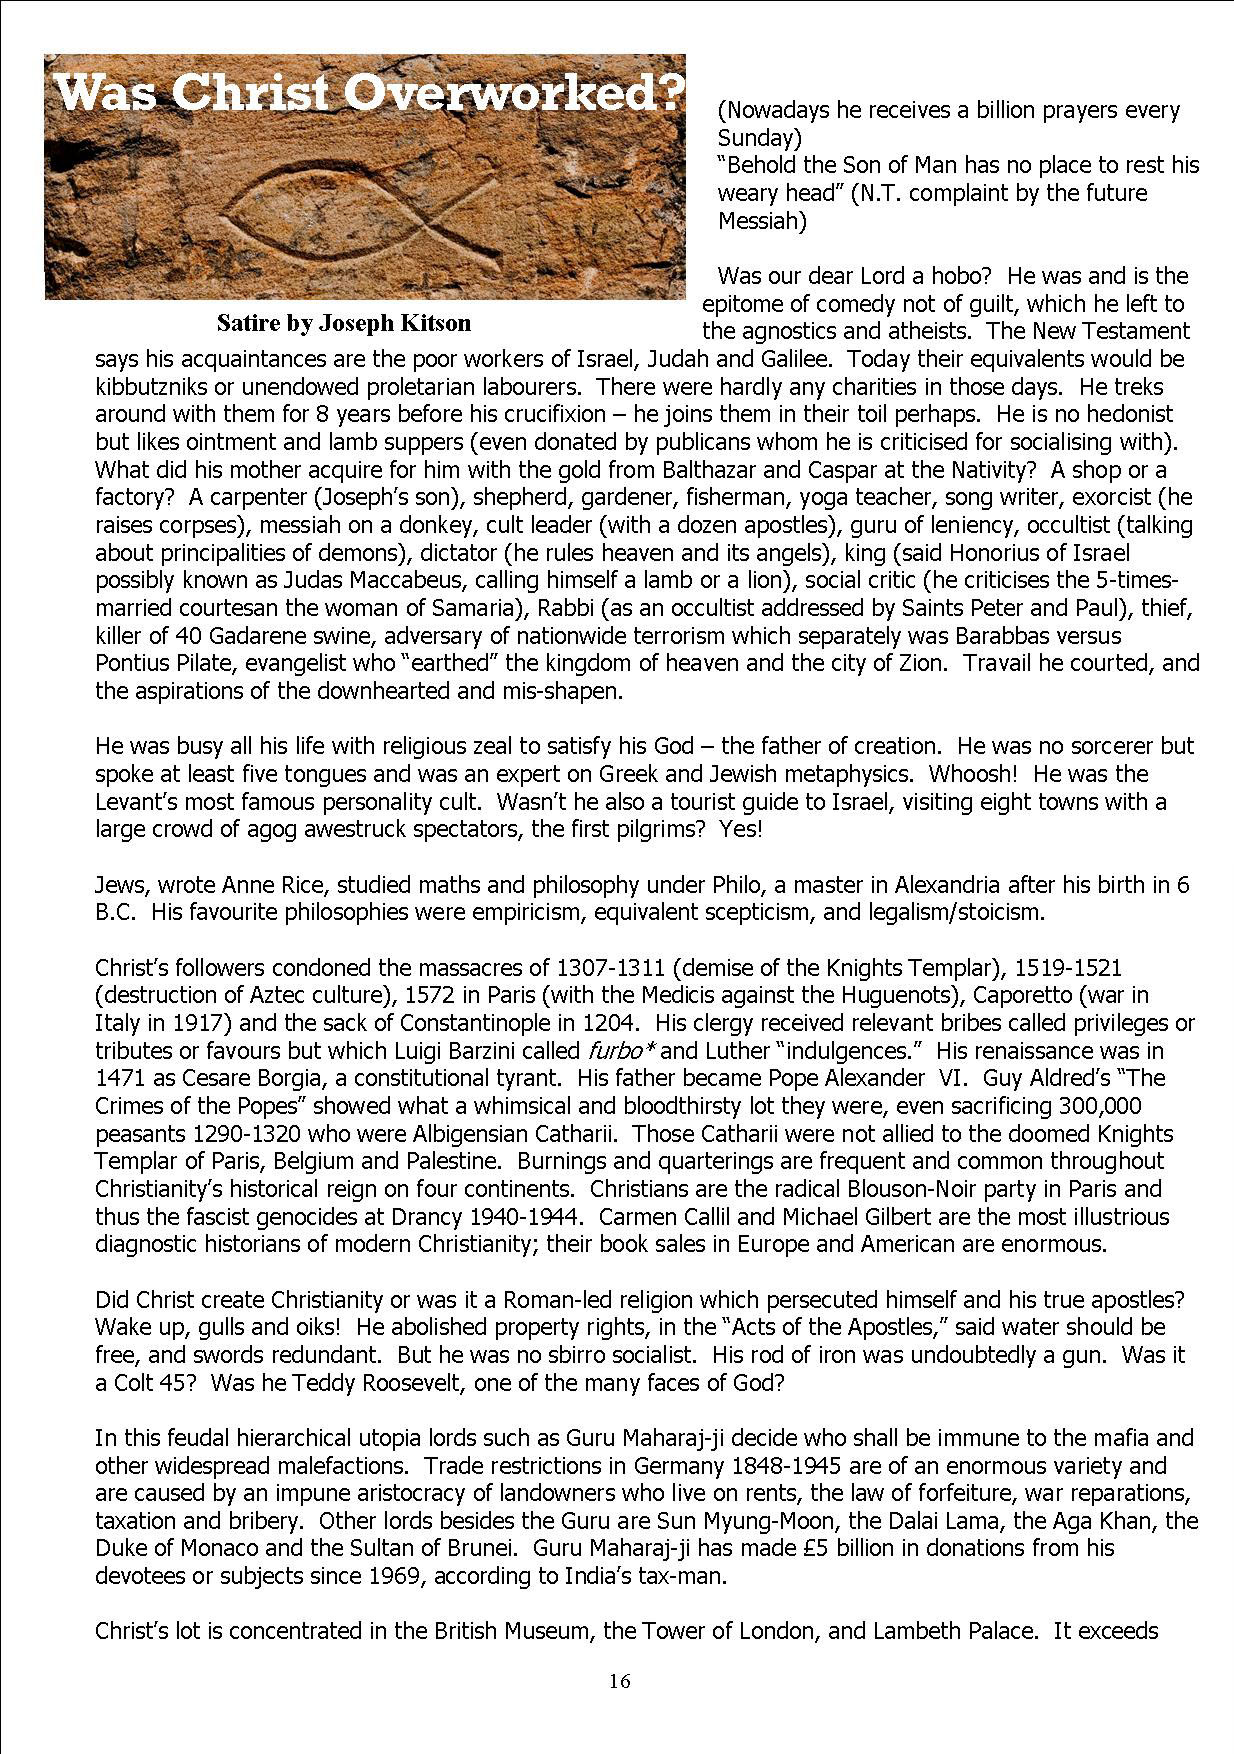 Was Christ Overworked?
(Nowadays he receives a billion prayers every
Sunday)
“Behold the Son of Man has no place to rest his
weary head” (N.T. complaint by the future
Messiah)
Satire by Joseph Kitson
Was our dear Lord a hobo?  He was and is the
epitome of comedy not of guilt, which he left to
the agnostics and atheists.  The New Testament
says his acquaintances are the poor workers of Israel, Judah and Galilee.  Today their equivalents would be
kibbutzniks or unendowed proletarian labourers.  There were hardly any charities in those days.  He treks
around with them for 8 years before his crucifixion – he joins them in their toil perhaps.  He is no hedonist
but likes ointment and lamb suppers (even donated by publicans whom he is criticised for socialising with).
What did his mother acquire for him with the gold from Balthazar and Caspar at the Nativity?  A shop or a
factory?  A carpenter (Joseph’s son), shepherd, gardener, fisherman, yoga teacher, song writer, exorcist (he
raises corpses), messiah on a donkey, cult leader (with a dozen apostles), guru of leniency, occultist (talking
about principalities of demons), dictator (he rules heaven and its angels), king (said Honorius of Israel
possibly known as Judas Maccabeus, calling himself a lamb or a lion), social critic (he criticises the 5-times-
married courtesan the woman of Samaria), Rabbi (as an occultist addressed by Saints Peter and Paul), thief,
killer of 40 Gadarene swine, adversary of nationwide terrorism which separately was Barabbas versus
Pontius Pilate, evangelist who “earthed” the kingdom of heaven and the city of Zion.  Travail he courted, and
the aspirations of the downhearted and mis-shapen.
He was busy all his life with religious zeal to satisfy his God – the father of creation.  He was no sorcerer but
spoke at least five tongues and was an expert on Greek and Jewish metaphysics.  Whoosh!  He was the
Levant’s most famous personality cult.  Wasn’t he also a tourist guide to Israel, visiting eight towns with a
large crowd of agog awestruck spectators, the first pilgrims?  Yes!
Jews, wrote Anne Rice, studied maths and philosophy under Philo, a master in Alexandria after his birth in 6
B.C.  His favourite philosophies were empiricism, equivalent scepticism, and legalism/stoicism.
Christ’s followers condoned the massacres of 1307-1311 (demise of the Knights Templar), 1519-1521
(destruction of Aztec culture), 1572 in Paris (with the Medicis against the Huguenots), Caporetto (war in
Italy in 1917) and the sack of Constantinople in 1204.  His clergy received relevant bribes called privileges or
tributes or favours but which Luigi Barzini called furbo* and Luther “indulgences.”  His renaissance was in
1471 as Cesare Borgia, a constitutional tyrant.  His father became Pope Alexander  VI.  Guy Aldred’s “The
Crimes of the Popes” showed what a whimsical and bloodthirsty lot they were, even sacrificing 300,000
peasants 1290-1320 who were Albigensian Catharii.  Those Catharii were not allied to the doomed Knights
Templar of Paris, Belgium and Palestine.  Burnings and quarterings are frequent and common throughout
Christianity’s historical reign on four continents.  Christians are the radical Blouson-Noir party in Paris and
thus the fascist genocides at Drancy 1940-1944.  Carmen Callil and Michael Gilbert are the most illustrious
diagnostic historians of modern Christianity; their book sales in Europe and American are enormous.
Did Christ create Christianity or was it a Roman-led religion which persecuted himself and his true apostles?
Wake up, gulls and oiks!  He abolished property rights, in the “Acts of the Apostles,” said water should be
free, and swords redundant.  But he was no sbirro socialist.  His rod of iron was undoubtedly a gun.  Was it
a Colt 45?  Was he Teddy Roosevelt, one of the many faces of God?
In this feudal hierarchical utopia lords such as Guru Maharaj-ji decide who shall be immune to the mafia and
other widespread malefactions.  Trade restrictions in Germany 1848-1945 are of an enormous variety and
are caused by an impune aristocracy of landowners who live on rents, the law of forfeiture, war reparations,
taxation and bribery.  Other lords besides the Guru are Sun Myung-Moon, the Dalai Lama, the Aga Khan, the
Duke of Monaco and the Sultan of Brunei.  Guru Maharaj-ji has made £5 billion in donations from his
devotees or subjects since 1969, according to India’s tax-man.
Christ’s lot is concentrated in the British Museum, the Tower of London, and Lambeth Palace.  It exceeds
16